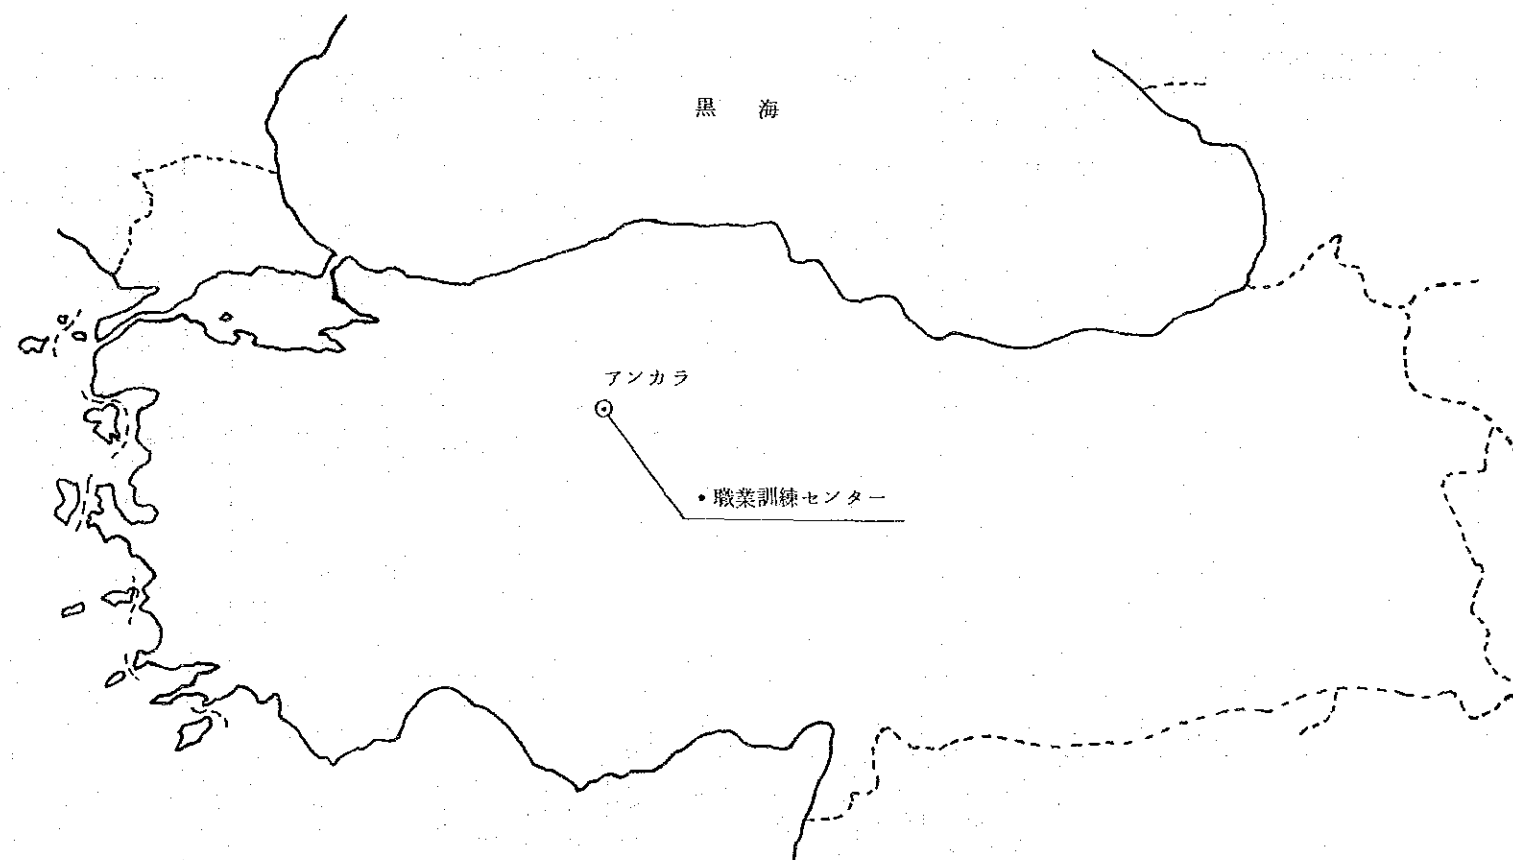 黒　海
アンカラ
・職業訓練センター